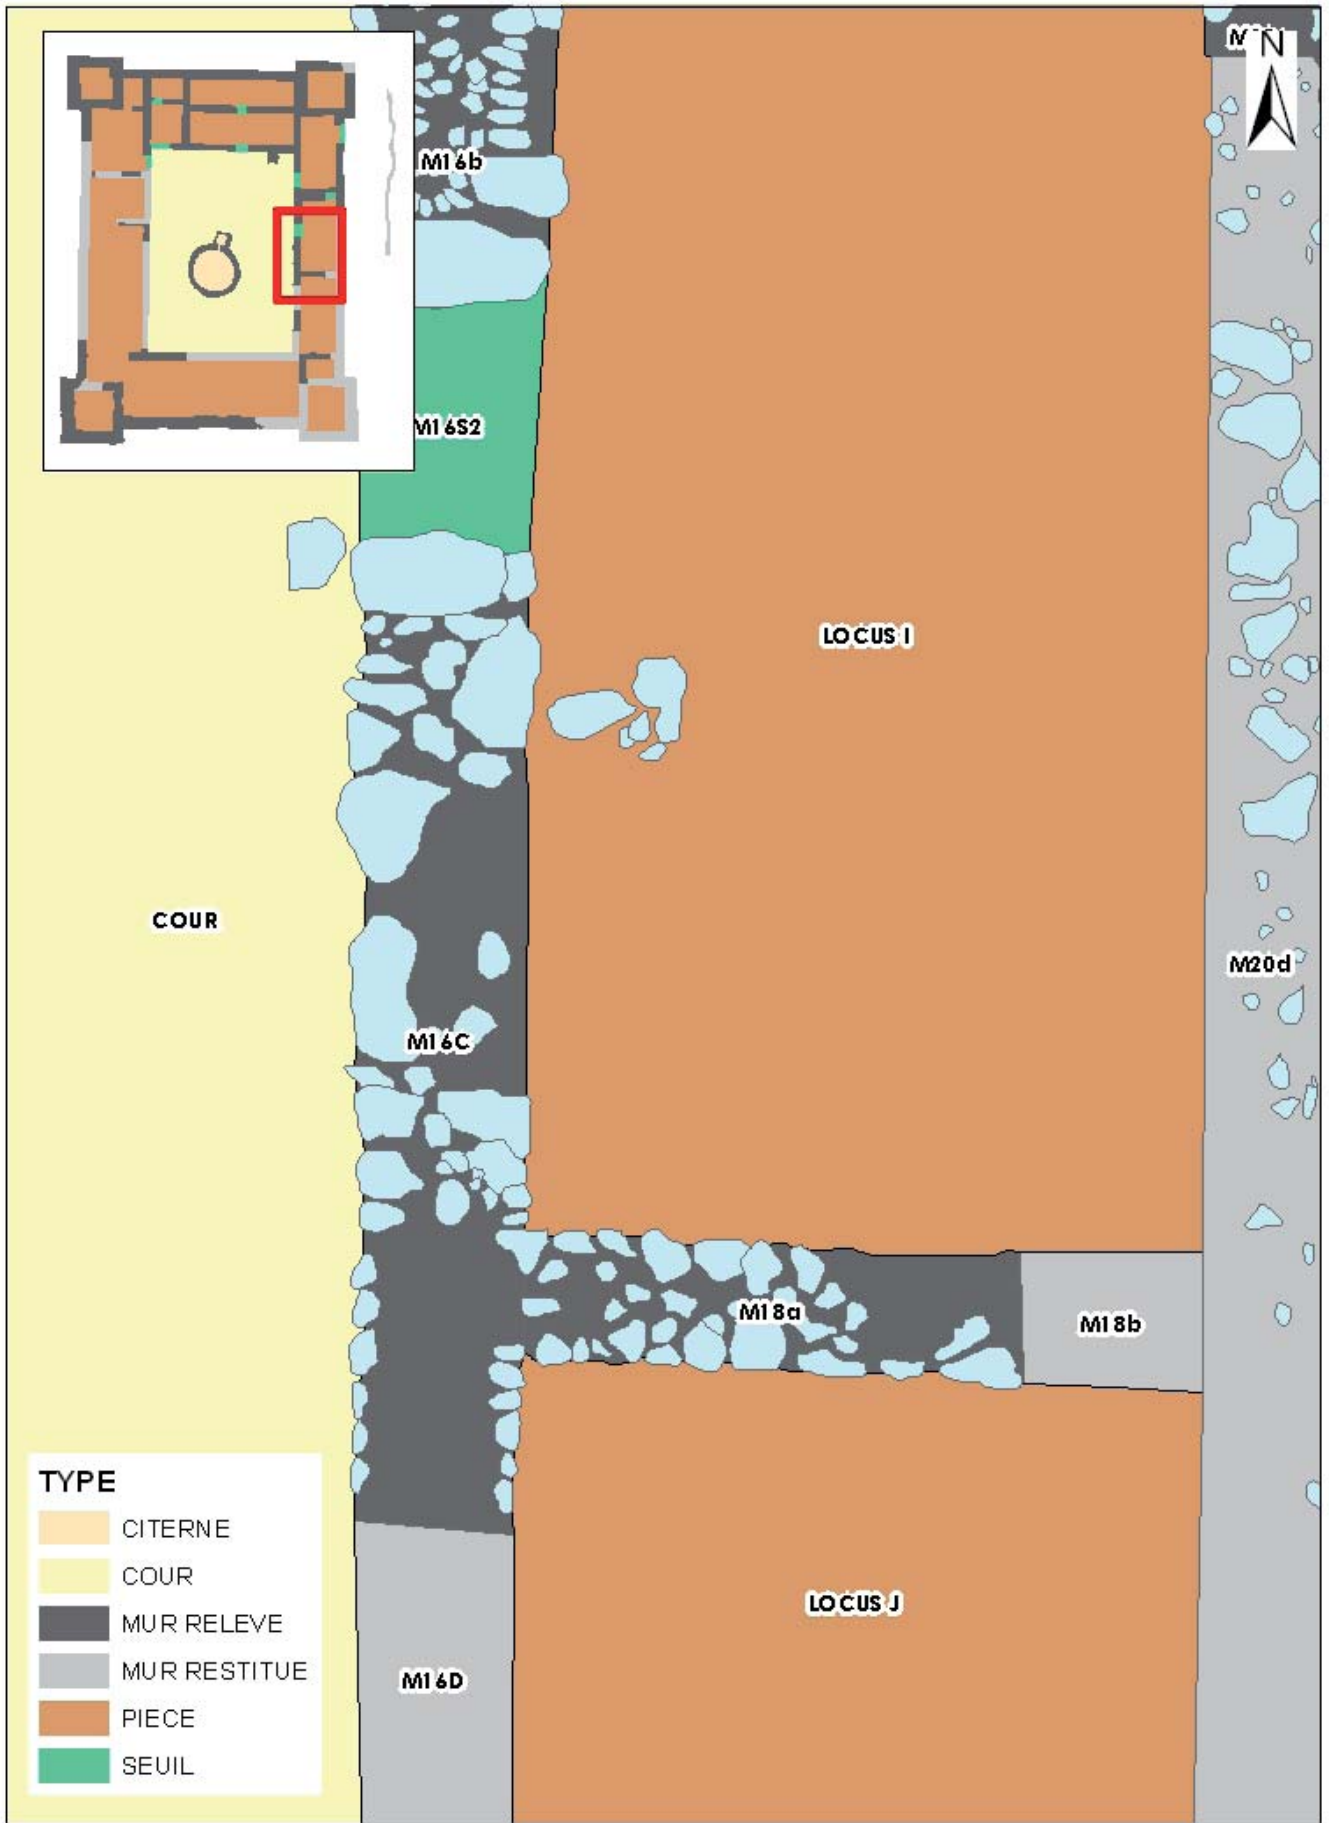 N
M16b
M16S2
LOCUS I
COUR
M20d
M16C
M18a
M18b
LOCUS J
M16D
TYPE
CITERNE
COUR
MUR RELEVE
MUR RESTITUE
PIECE
SEUIL